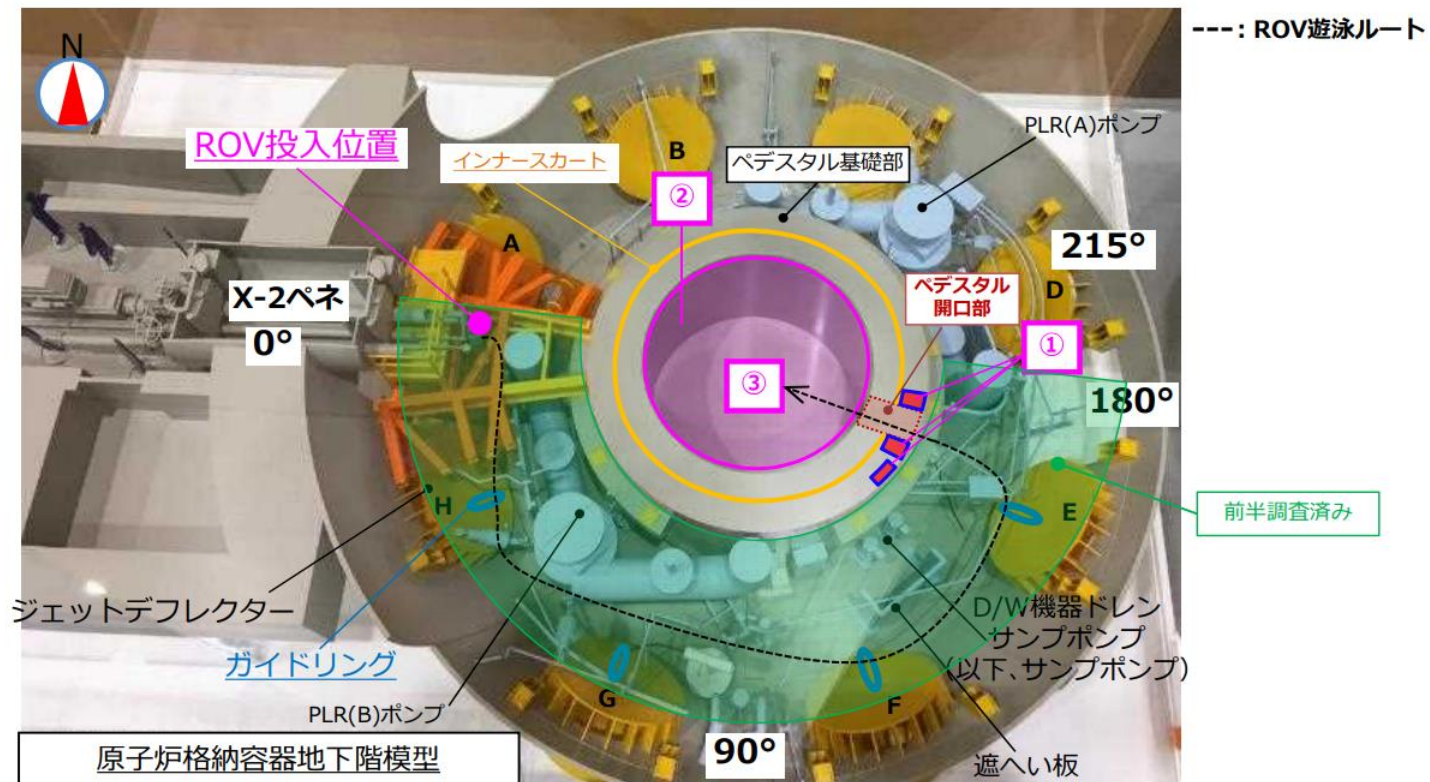 ---: ROV遊泳ルート
N
ROV投入位置
インナースカート
B
ペデスタル基礎部
PLR(A)ポンプ
②
A
215°
X-2ペネ
0°
ペデスタル
開口部
D
①
③
180°
H
E
前半調査済み
ジェットデフレクター
D/W機器ドレン
サンプポンプ
(以下、サンプポンプ)
ガイドリング
G
F
PLR(B)ポンプ
90°
遮へい板
原子炉格納容器地下階模型